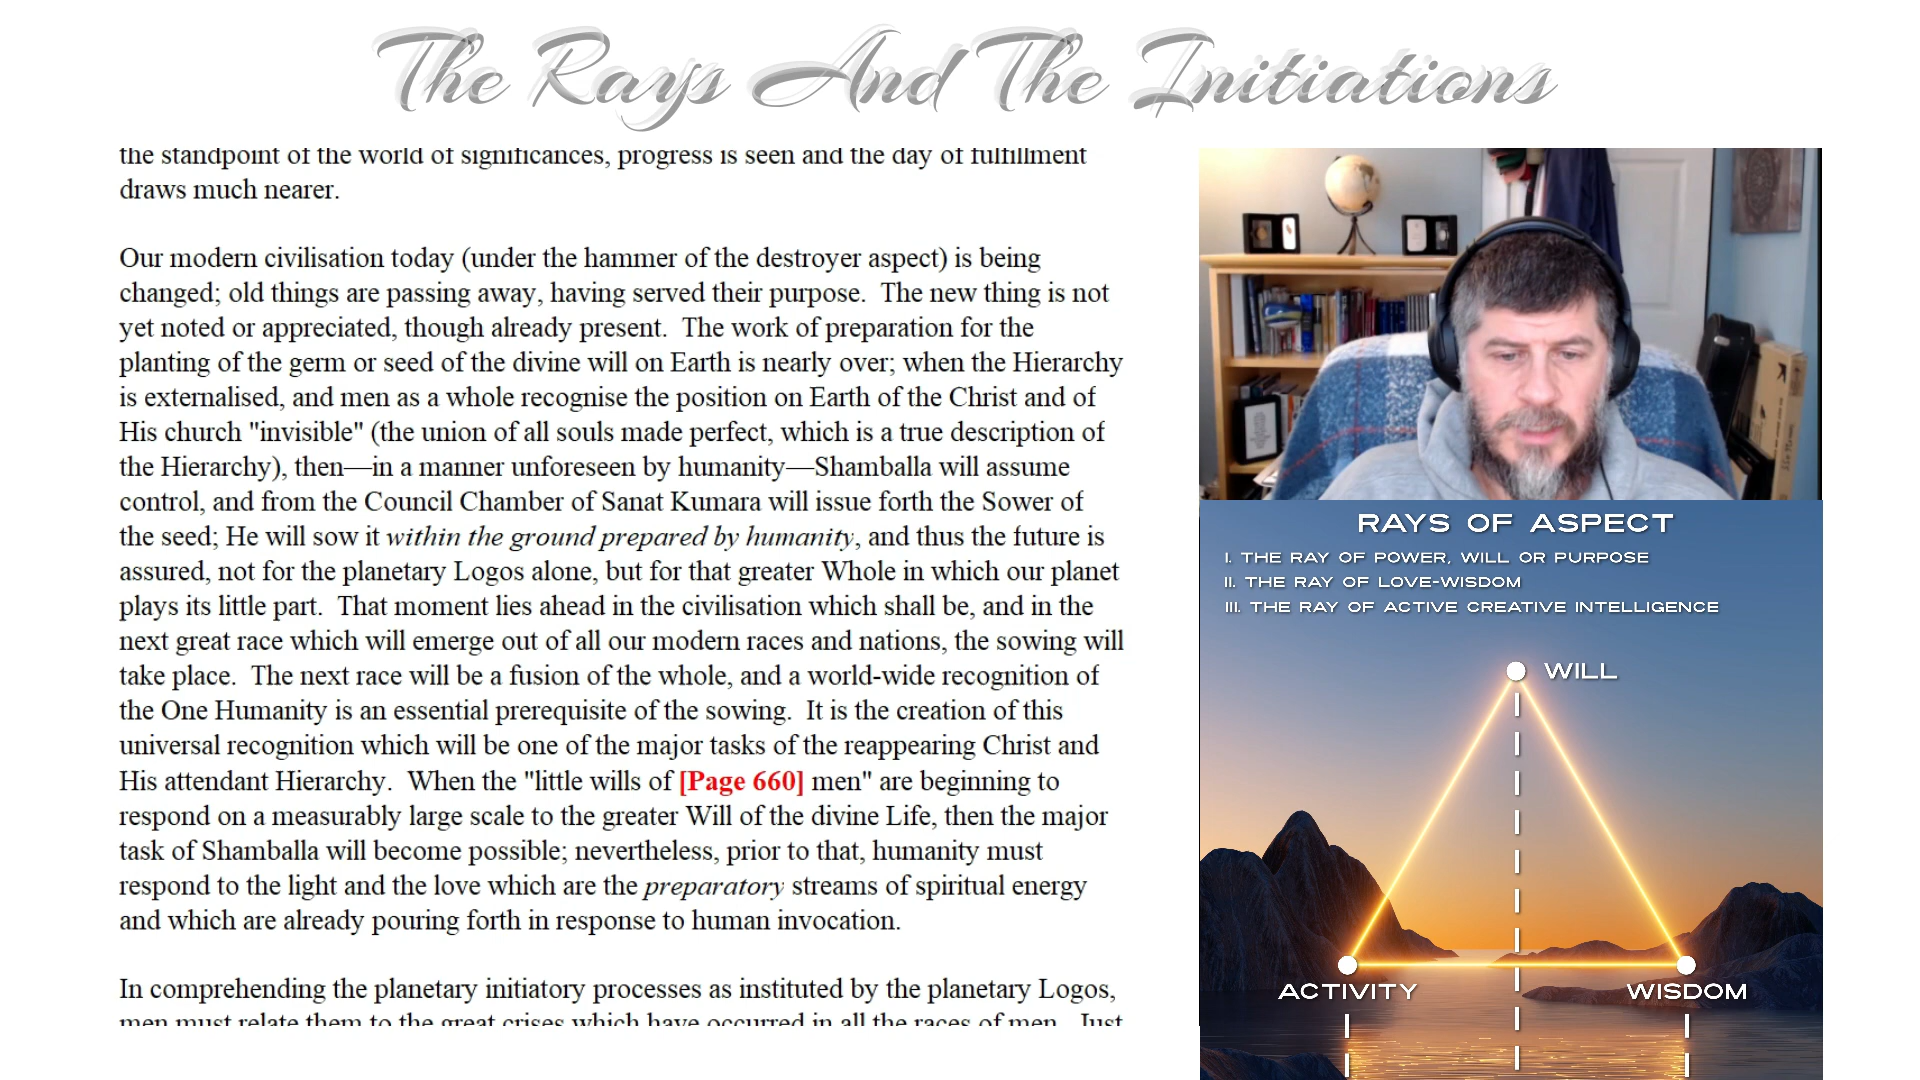 The Rays And The Initiations
the standpoint of the world of significances, progress is seen and the day of fulfillment
draws much nearer.
Our modern civilisation today (under the hammer of the destroyer aspect) is being
changed; old things are passing away, having served their purpose.  The new thing is not
yet noted or appreciated, though already present.  The work of preparation for the
planting of the germ or seed of the divine will on Earth is nearly over; when the Hierarchy
is externalised, and men as a whole recognise the position on Earth of the Christ and of
His church "invisible" (the union of all souls made perfect, which is a true description of
the Hierarchy), then—in a manner unforeseen by humanity—Shamballa will assume
control, and from the Council Chamber of Sanat Kumara will issue forth the Sower of
the seed; He will sow it within the ground prepared by humanity, and thus the future is
assured, not for the planetary Logos alone, but for that greater Whole in which our planet
plays its little part.  That moment lies ahead in the civilisation which shall be, and in the
next great race which will emerge out of all our modern races and nations, the sowing will
take place.  The next race will be a fusion of the whole, and a world-wide recognition of
the One Humanity is an essential prerequisite of the sowing.  It is the creation of this
universal recognition which will be one of the major tasks of the reappearing Christ and
His attendant Hierarchy.  When the "little wills of [Page 660] men" are beginning to
respond on a measurably large scale to the greater Will of the divine Life, then the major
task of Shamballa will become possible; nevertheless, prior to that, humanity must
respond to the light and the love which are the preparatory streams of spiritual energy
and which are already pouring forth in response to human invocation.
In comprehending the planetary initiatory processes as instituted by the planetary Logos,
men must relate them to the great crises which have occurred in all the races of men.  Just
RAYS OF ASPECT
I. THE RAY OF POWER, WILL OR PURPOSE
II. THE RAY OF LOVE-WISDOM
III. THE RAY OF ACTIVE CREATIVE INTELLIGENCE
WILL
ACTIVITY
WISDOM